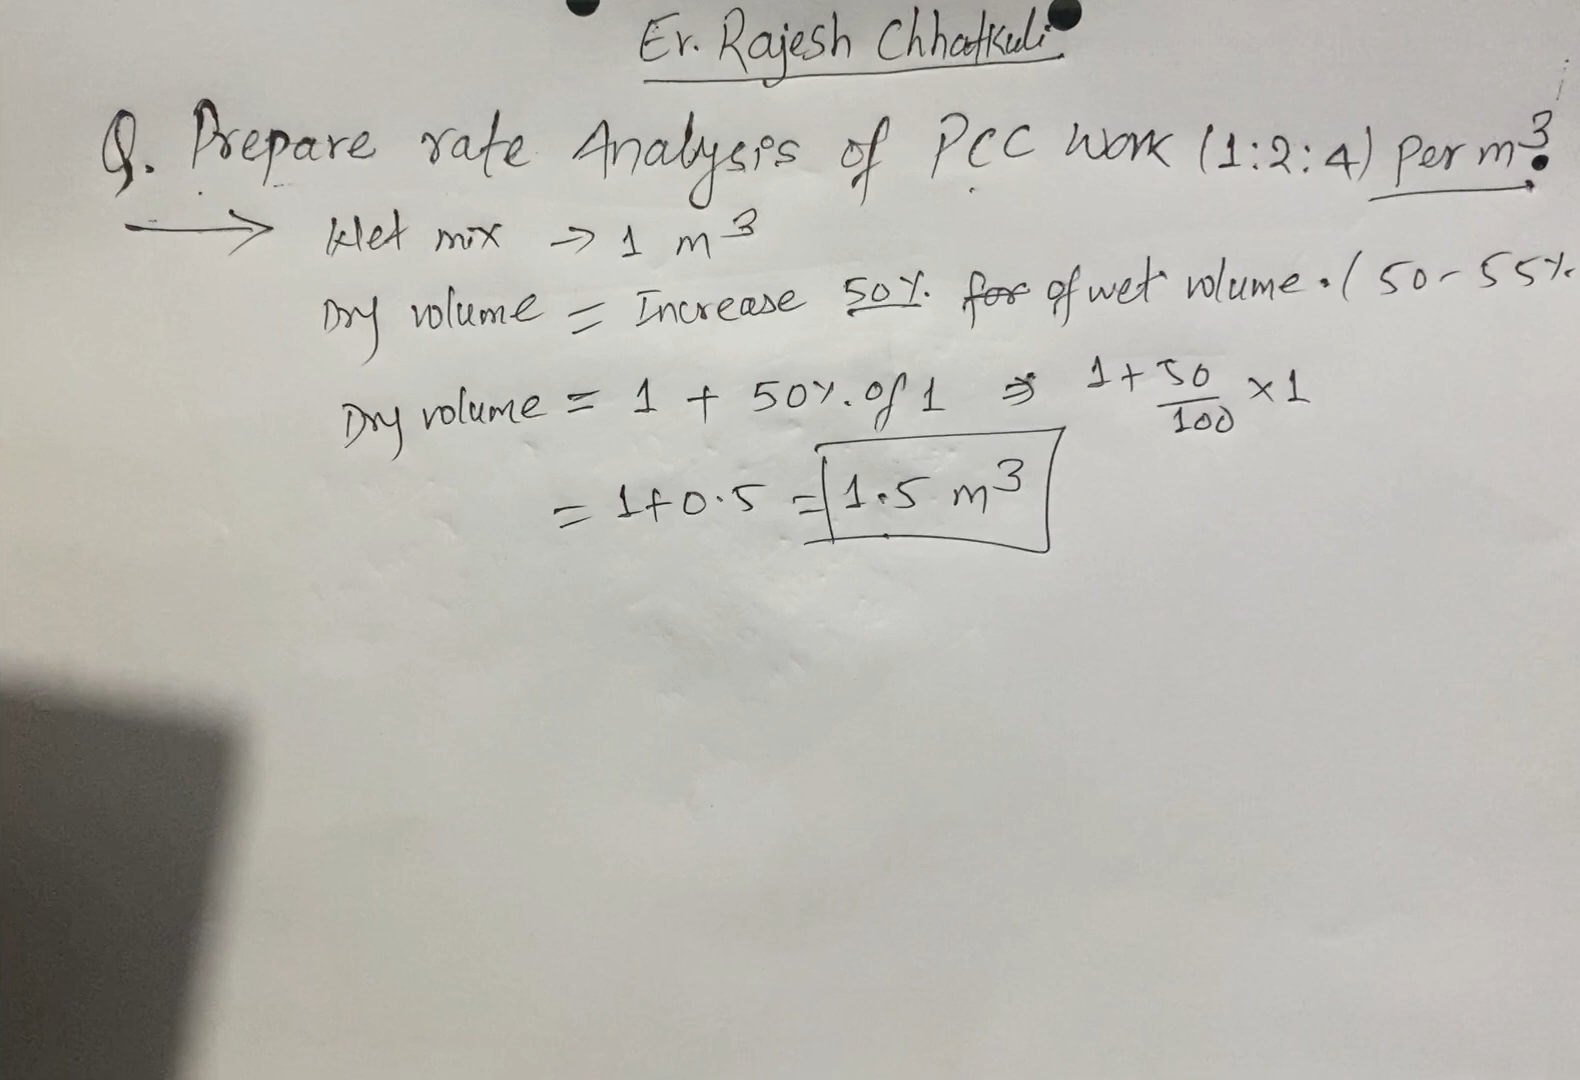 Er. Rajesh Chhatkuli
Q. Prepare rate Analysis of PCC work (1:2:4) per m³.
→ Wet mix → 1 m³
Dry volume = Increase 50%. for of wet volume. (50-55%
Dry volume = 1 + 50%. of 1 ⇒ 1 + 50/100 × 1
= 1+0.5 = 1.5 m³